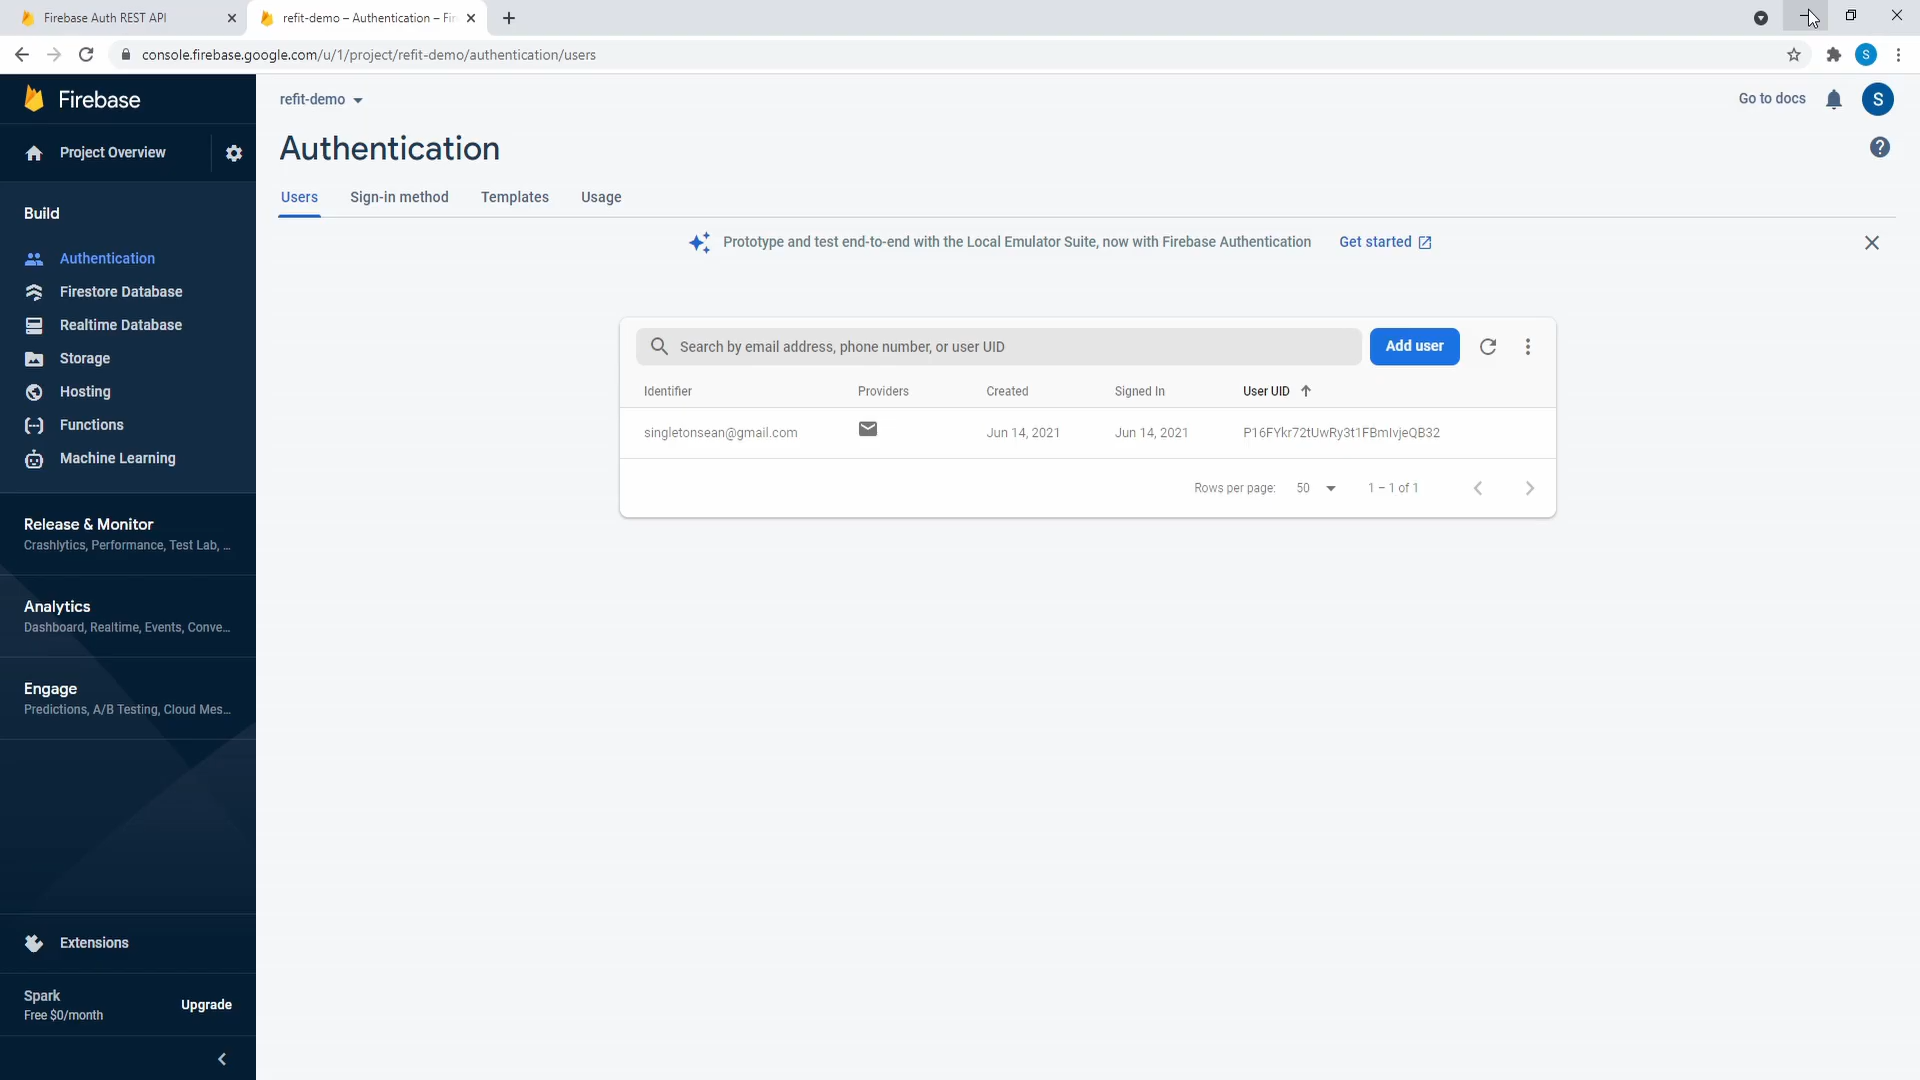 Firebase Auth REST API
refit-demo – Authentication – Fir
console.firebase.google.com/u/1/project/refit-demo/authentication/users
S
Firebase
refit-demo
Go to docs
S
Project Overview
Authentication
Users Sign-in method Templates Usage
Prototype and test end-to-end with the Local Emulator Suite, now with Firebase Authentication Get started
Build
Authentication
Firestore Database
Realtime Database
Storage
Hosting
Functions
Machine Learning
Release & Monitor
Crashlytics, Performance, Test Lab, ...
Analytics
Dashboard, Realtime, Events, Conve...
Engage
Predictions, A/B Testing, Cloud Mes...
Extensions
Spark
Free $0/month
Upgrade
Search by email address, phone number, or user UID
Add user
Identifier Providers Created Signed In User UID
singletonsean@gmail.com Jun 14, 2021 Jun 14, 2021 P16FYkr72tUwRy3t1FBmIvjeQB32
Rows per page: 50 1 – 1 of 1